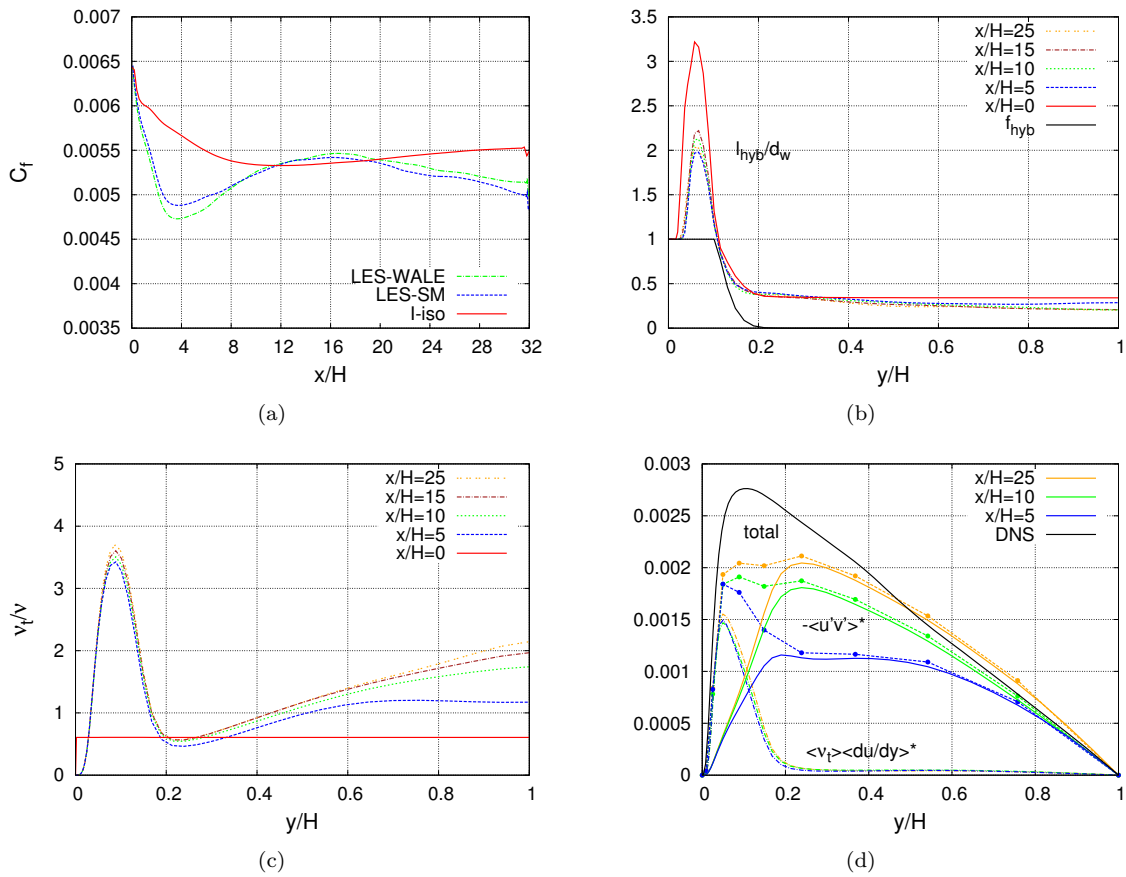 0.007
0.0065
0.006
0.0055
0.005
0.0045
0.004
0.0035
C_f
0 4 8 12 16 20 24 28 32
x/H
LES-WALE
LES-SM
I-iso
(a)
3.5
3
2.5
2
1.5
1
0.5
0
x/H=25
x/H=15
x/H=10
x/H=5
x/H=0
f_hyb
l_hyb/d_w
0 0.2 0.4 0.6 0.8 1
y/H
(b)
5
4
3
2
1
0
ν_t/ν
x/H=25
x/H=15
x/H=10
x/H=5
x/H=0
0 0.2 0.4 0.6 0.8 1
y/H
(c)
0.003
0.0025
0.002
0.0015
0.001
0.0005
0
x/H=25
x/H=10
x/H=5
DNS
total
-<u'v'>*
<ν_t><du/dy>*
0 0.2 0.4 0.6 0.8 1
y/H
(d)